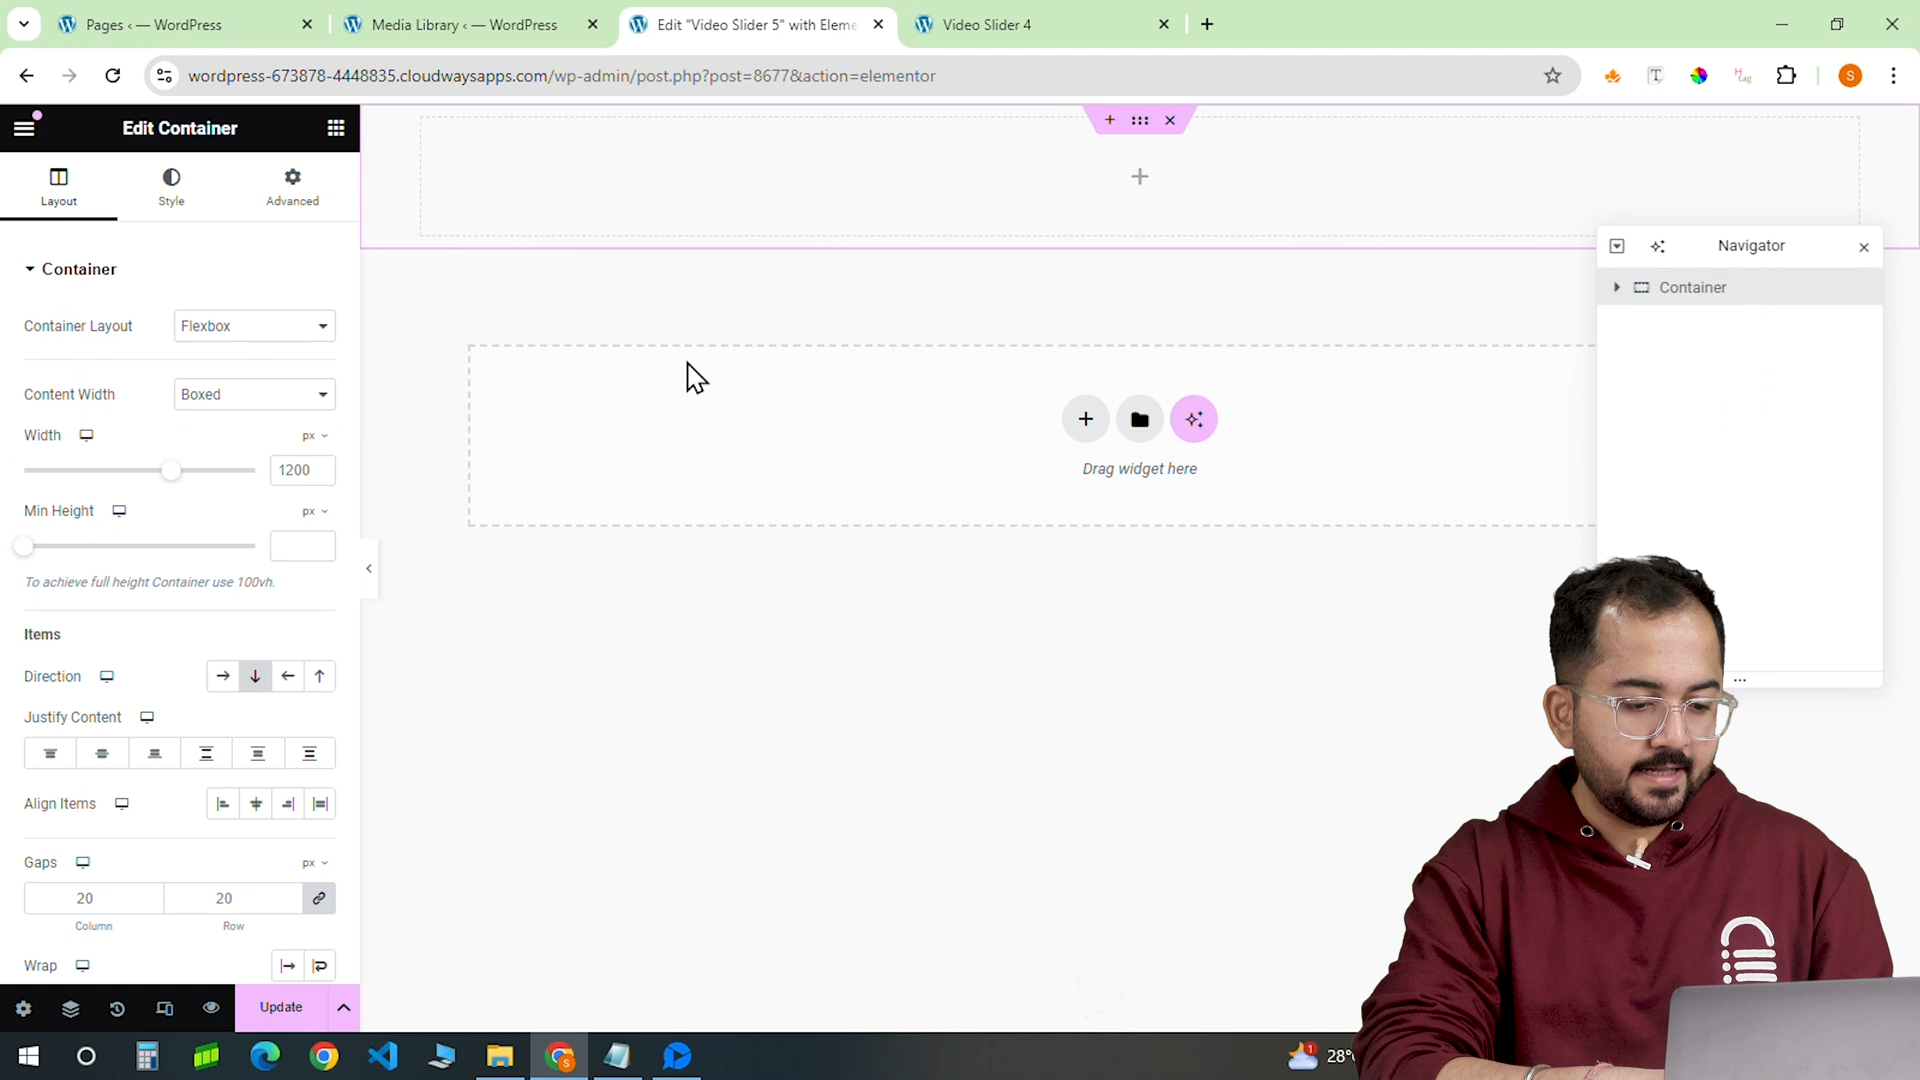 Pages ‹ — WordPress
Media Library ‹ — WordPress
Edit "Video Slider 5" with Eleme
Video Slider 4
wordpress-673878-4448835.cloudwaysapps.com/wp-admin/post.php?post=8677&action=elementor
T
H
tag
S
Edit Container
Layout
Style
Advanced
Container
Container Layout
Flexbox
Content Width
Boxed
Width
px
1200
Min Height
px
To achieve full height Container use 100vh.
Items
Direction
Justify Content
Align Items
Gaps
px
20
20
Column
Row
Wrap
Update
Drag widget here
Navigator
Container
S
1
28°